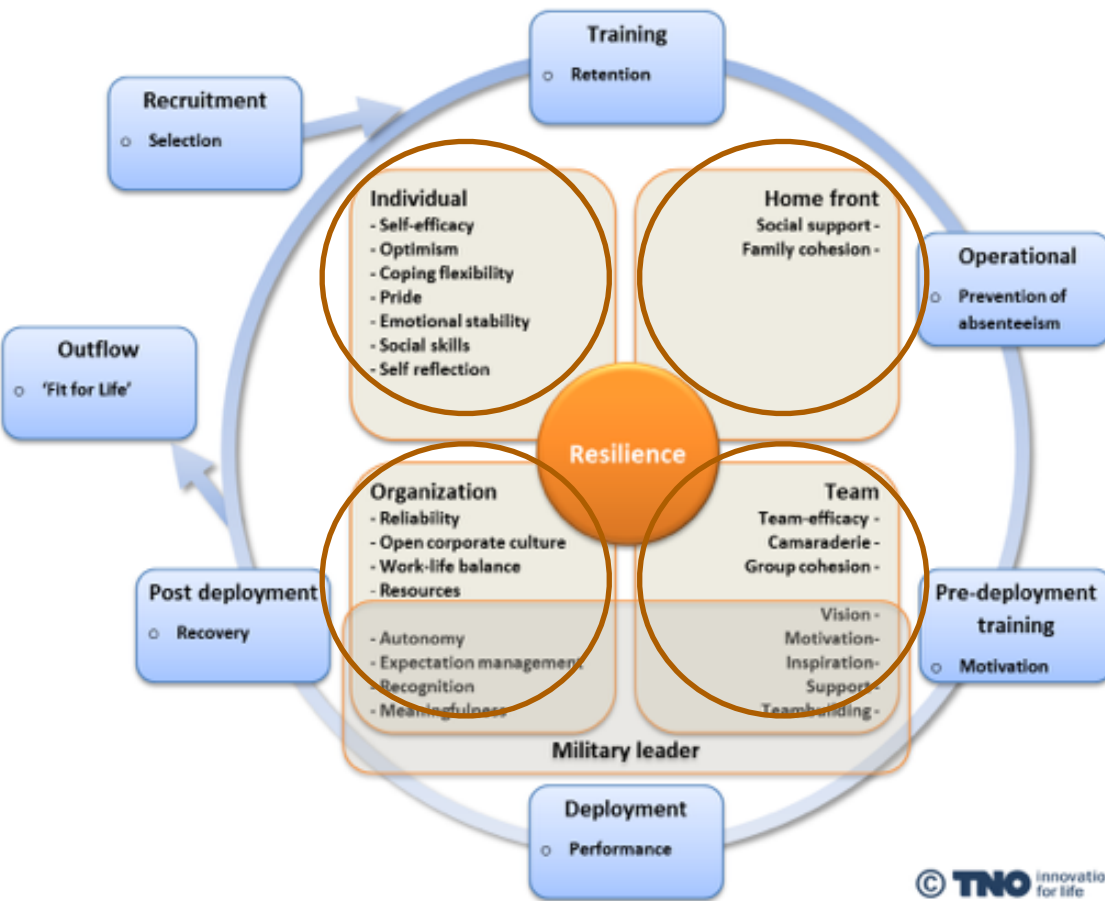 Training
o Retention
Recruitment
o Selection
Individual
- Self-efficacy
- Optimism
- Coping flexibility
- Pride
- Emotional stability
- Social skills
- Self reflection
Home front
Social support -
Family cohesion -
Operational
o Prevention of
absenteeism
Outflow
o 'Fit for Life'
Resilience
Organization
- Reliability
- Open corporate culture
- Work-life balance
- Resources
- Autonomy
- Expectation management
- Recognition
- Meaningfulness
Team
Team-efficacy -
Camaraderie -
Group cohesion -
Vision -
Motivation-
Inspiration-
Support-
Teambuilding -
Military leader
Post deployment
o Recovery
Pre-deployment
training
o Motivation
Deployment
o Performance
© TNO innovatio
for life